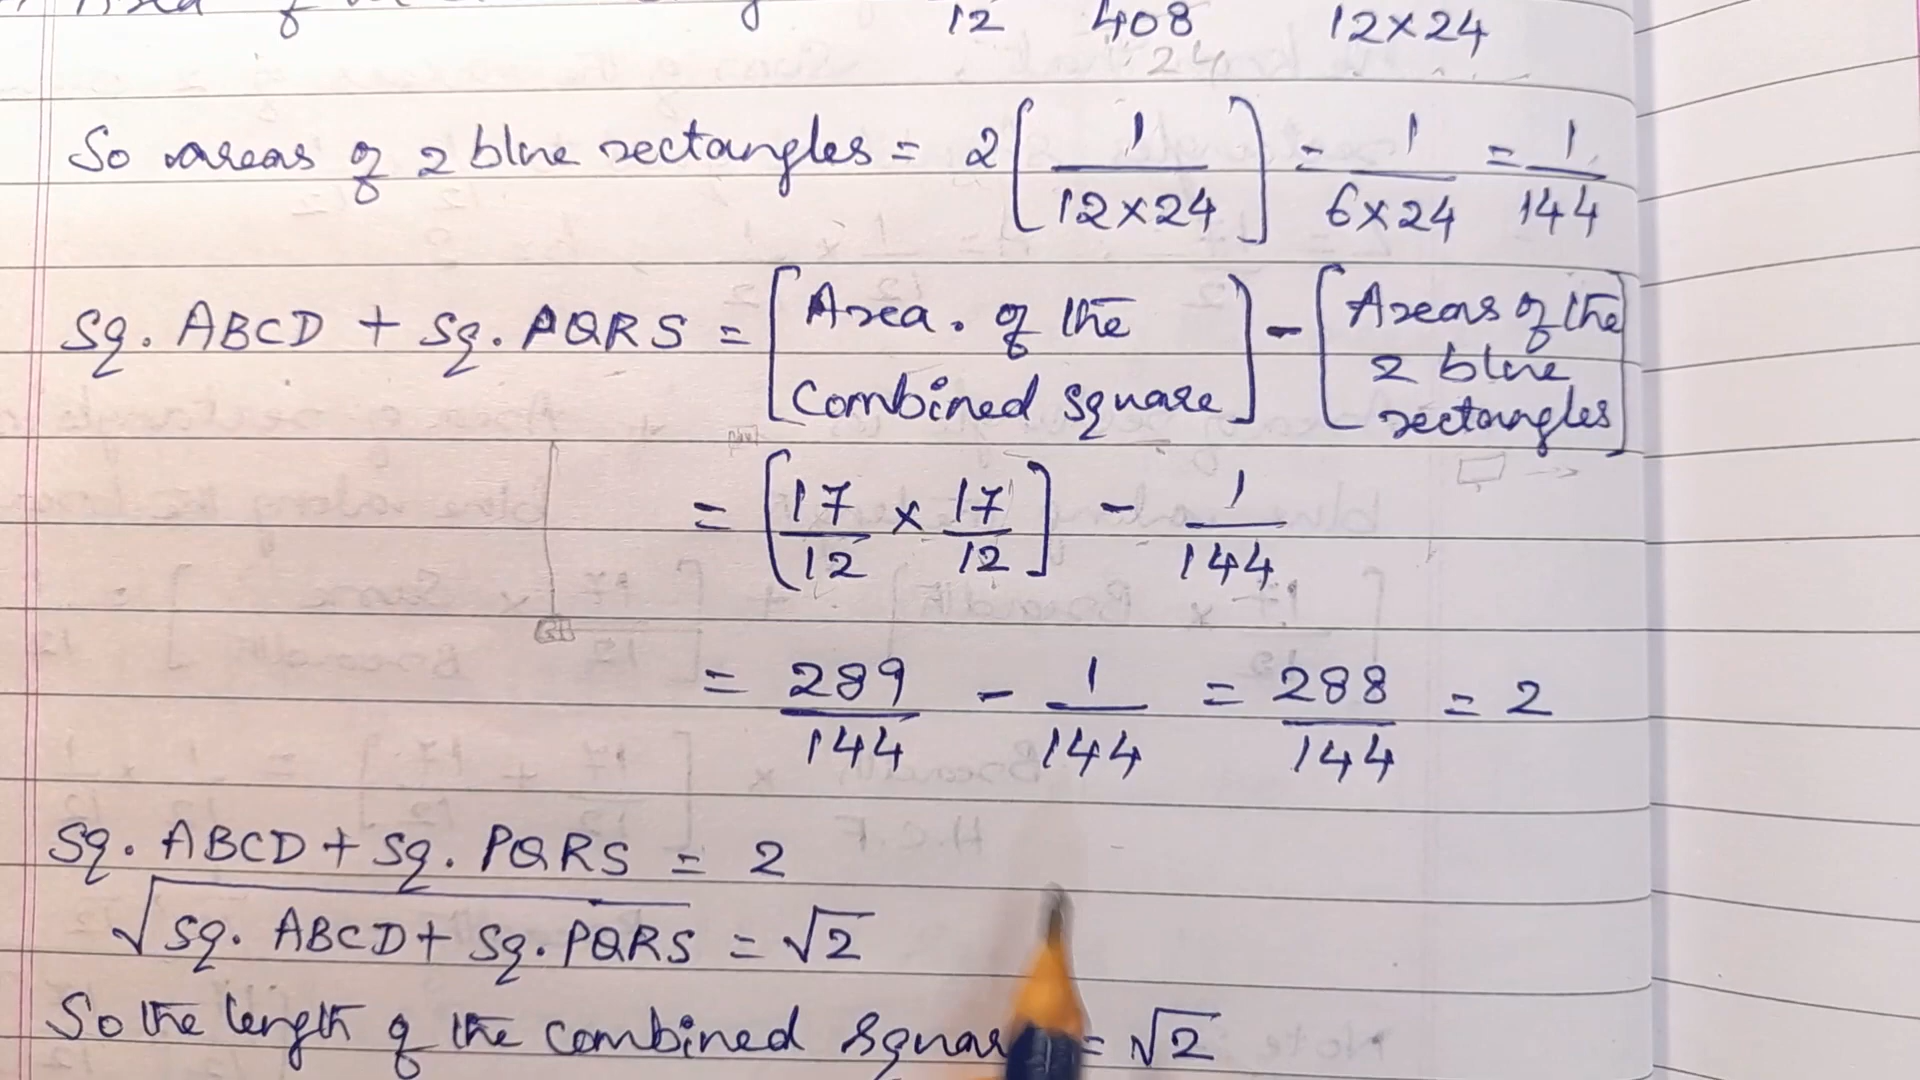 12 408 12×24
24
So areas of 2 blue rectangles = 2[1/(12×24)] = 1/(6×24) = 1/144
Sq. ABCD + Sq. PQRS = [Area. of the combined square] - [Areas of the 2 blue rectangles]
= [17/12 × 17/12] - 1/144
= 289/144 - 1/144 = 288/144 = 2
Sq. ABCD + Sq. PQRS = 2
√(Sq. ABCD + Sq. PQRS) = √2
So the length of the combined squar = √2